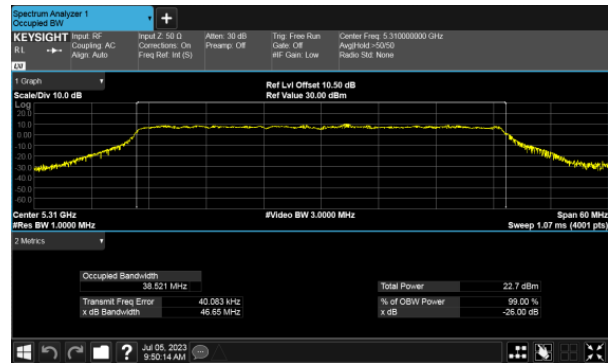 Spectrum Analyzer 1
Occupied BW
+
KEYSIGHT Input: RF Input Z: 50 Ω Atten: 30 dB Trig: Free Run Center Freq: 5.310000000 GHz
RL Coupling: AC Corrections: On Preamp: Off Gate: Off Avg|Hold:>50/50
Align: Auto Freq Ref: Int (S) #IF Gain: Low Radio Std: None
LXI
1 Graph
Ref Lvl Offset 10.50 dB
Scale/Div 10.0 dB Ref Value 30.00 dBm
Log
20.0
10.0
0.00
-10.0
-20.0
-30.0
-40.0
-50.0
-60.0
Center 5.31 GHz #Video BW 3.0000 MHz Span 60 MHz
#Res BW 1.0000 MHz Sweep 1.07 ms (4001 pts)
2 Metrics
Occupied Bandwidth
38.521 MHz Total Power 22.7 dBm
Transmit Freq Error 40.083 kHz % of OBW Power 99.00 %
x dB Bandwidth 46.65 MHz x dB -26.00 dB
? Jul 05, 2023
9:50:14 AM